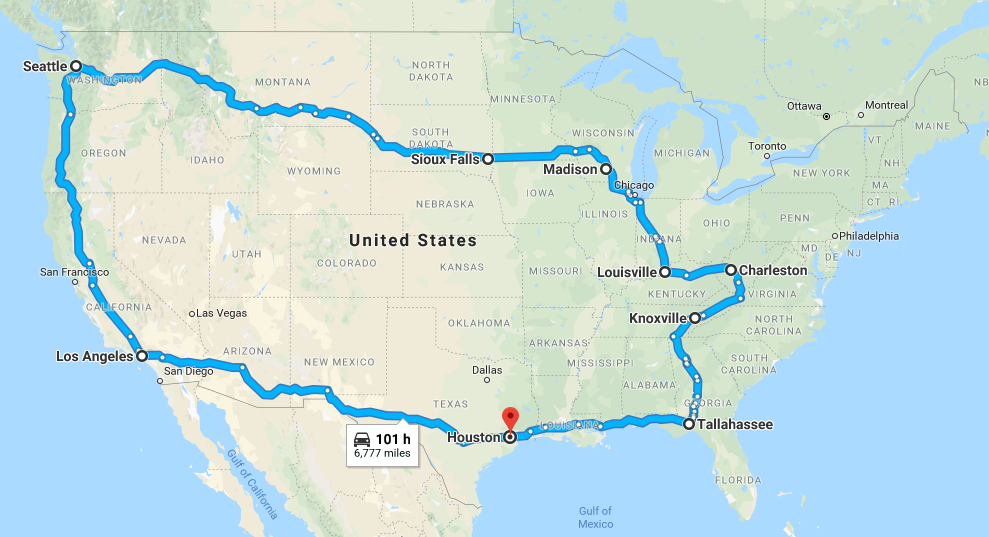 Seattle
WASHINGTON
MONTANA
NORTH
DAKOTA
MINNESOTA
Ottawa
Montreal
MAINE
NB
OREGON
IDAHO
SOUTH
DAKOTA
WISCONSIN
MICHIGAN
Toronto
VT
NH
NEW YORK
MA
CT RI
WYOMING
Sioux Falls
Madison
Chicago
IOWA
NEBRASKA
ILLINOIS
INDIANA
OHIO
PENN
Philadelphia
MD
DE
NJ
NEVADA
UTAH
United States
COLORADO
KANSAS
MISSOURI
Louisville
Charleston
KENTUCKY
VIRGINIA
San Francisco
CALIFORNIA
Las Vegas
Knoxville
NORTH
CAROLINA
OKLAHOMA
ARKANSAS
Los Angeles
San Diego
ARIZONA
NEW MEXICO
Dallas
MISSISSIPPI
ALABAMA
SOUTH
CAROLINA
GEORGIA
TEXAS
Houston
LOUISIANA
Tallahassee
101 h
6,777 miles
FLORIDA
Gulf of California
Gulf of
Mexico